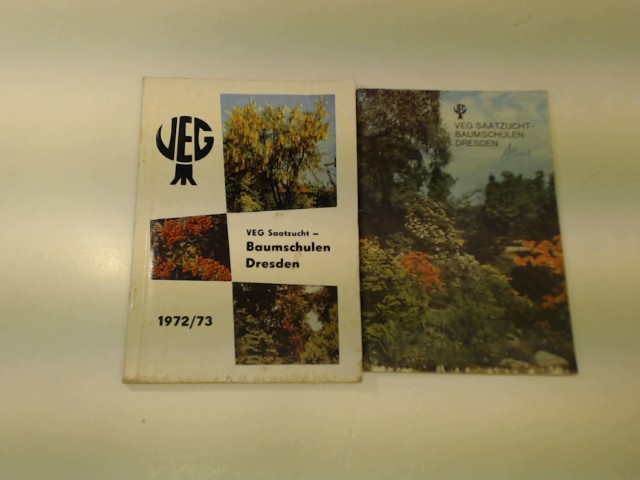 VEG
VEG Saatzucht –
Baumschulen
Dresden
1972/73
VEG SAATZUCHT-
BAUMSCHULEN
DRESDEN